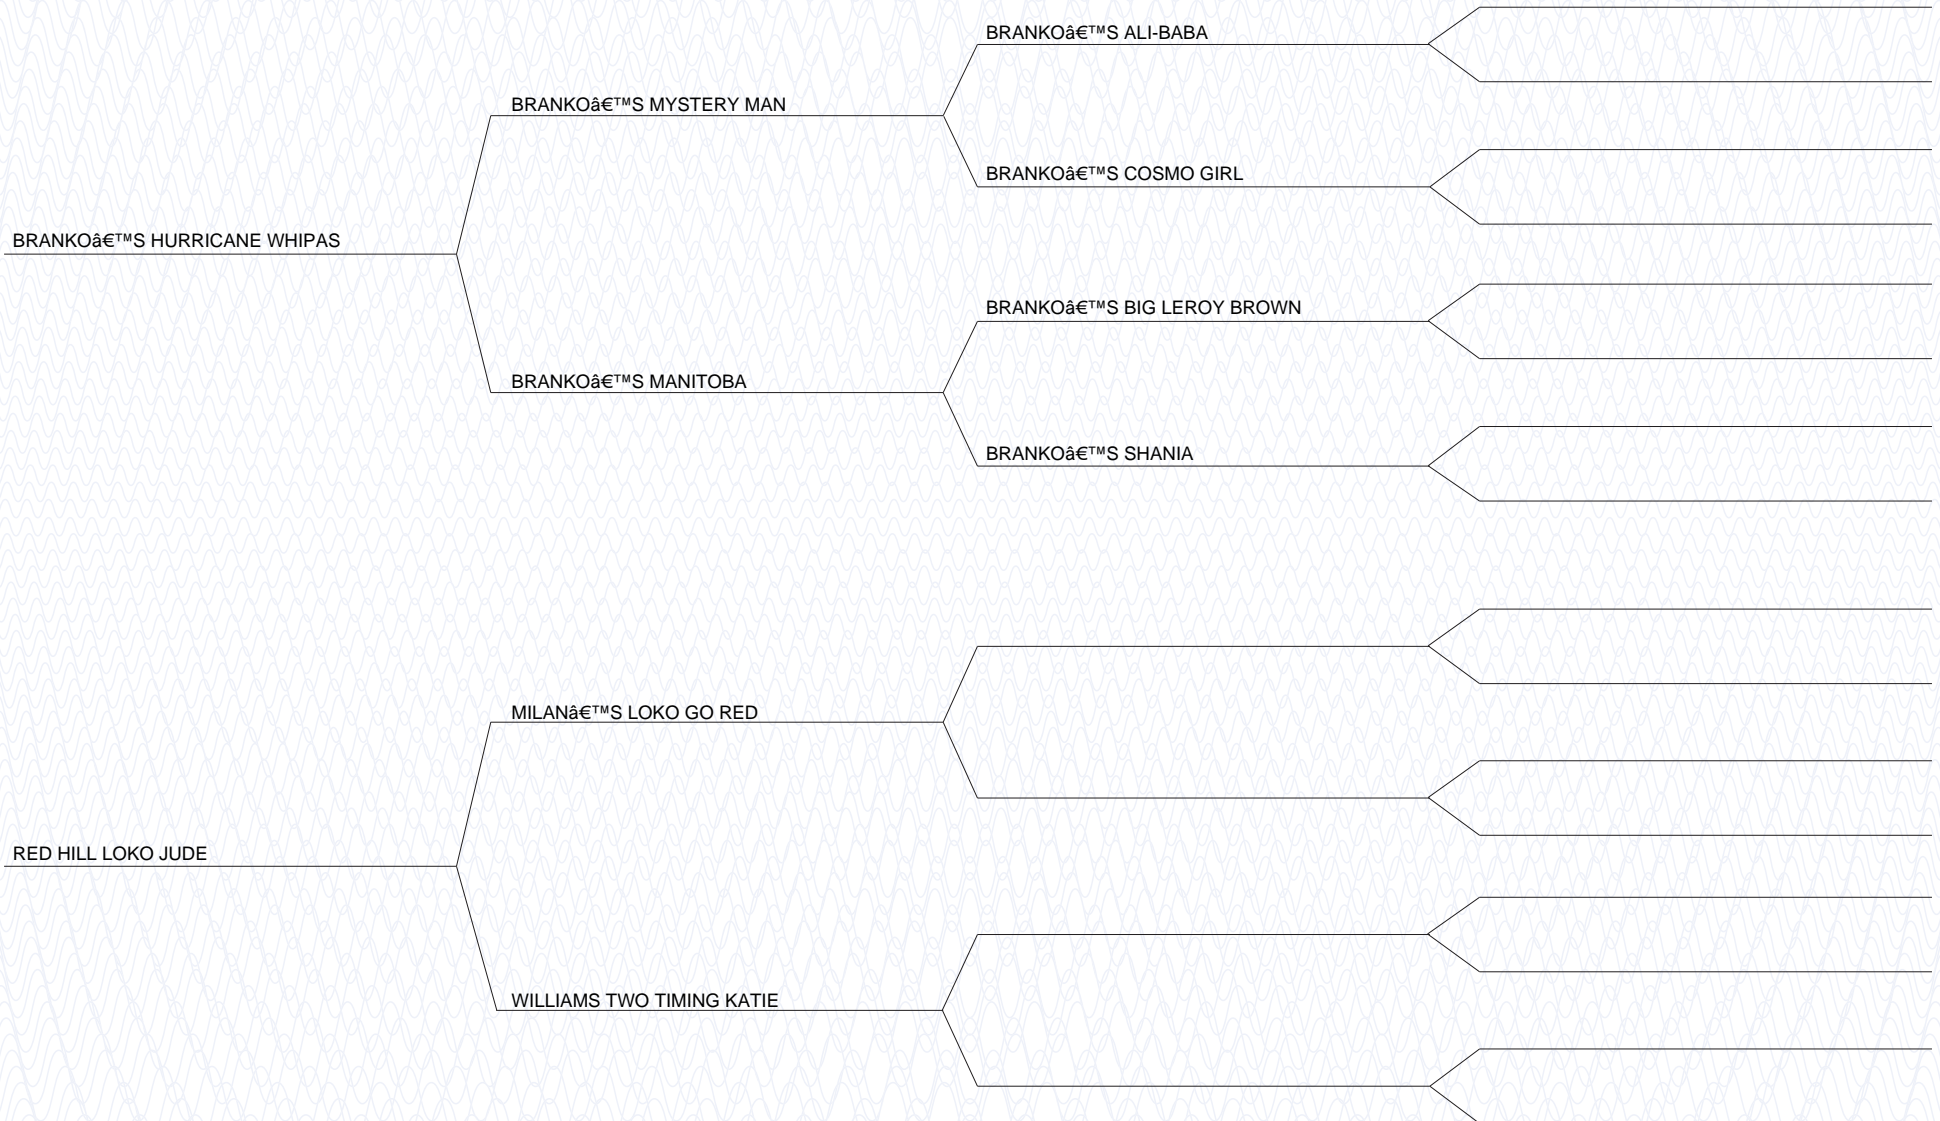 BRANKOâ€™S ALI-BABA
BRANKOâ€™S MYSTERY MAN
BRANKOâ€™S COSMO GIRL
BRANKOâ€™S HURRICANE WHIPAS
BRANKOâ€™S BIG LEROY BROWN
BRANKOâ€™S MANITOBA
BRANKOâ€™S SHANIA
MILANâ€™S LOKO GO RED
RED HILL LOKO JUDE
WILLIAMS TWO TIMING KATIE